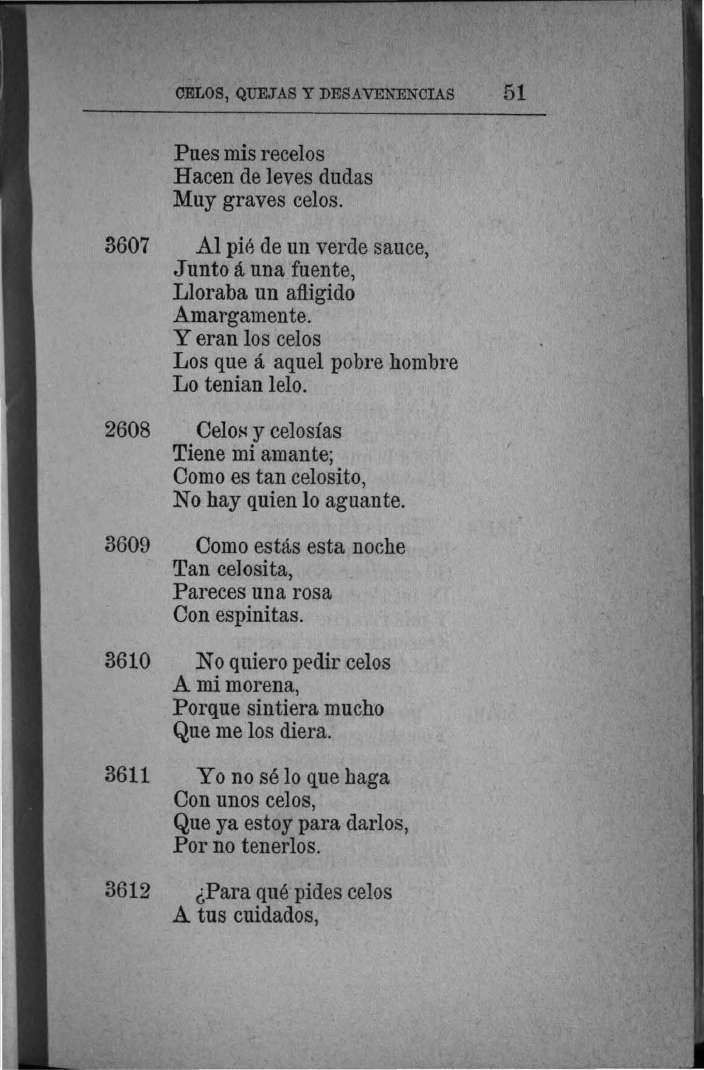 CELOS, QUEJAS Y DESAVENENCIAS 51
Pues mis recelos
Hacen de leves dudas
Muy graves celos.
3607 Al pié de un verde sauce,
Junto á una fuente,
Lloraba un afligido
Amargamente.
Y eran los celos
Los que á aquel pobre hombre
Lo tenian lelo.
2608 Celos y celosías
Tiene mi amante;
Como es tan celosito,
No hay quien lo aguante.
3609 Como estás esta noche
Tan celosita,
Pareces una rosa
Con espinitas.
3610 No quiero pedir celos
A mi morena,
Porque sintiera mucho
Que me los diera.
3611 Yo no sé lo que haga
Con unos celos,
Que ya estoy para darlos,
Por no tenerlos.
3612 ¿Para qué pides celos
A tus cuidados,